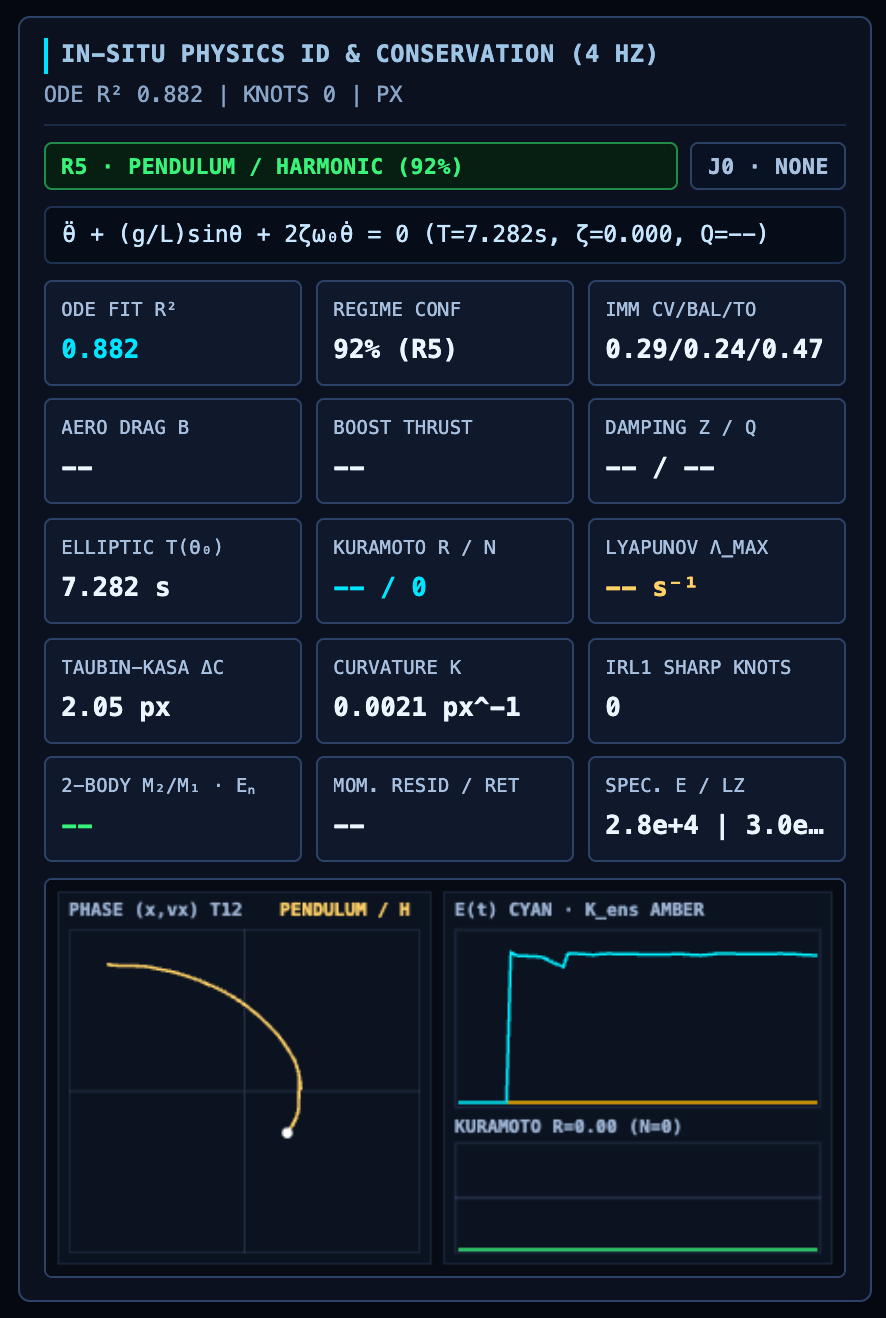 IN-SITU PHYSICS ID & CONSERVATION (4 HZ)
ODE R² 0.882 | KNOTS 0 | PX
R5 · PENDULUM / HARMONIC (92%)
J0 · NONE
θ̈ + (g/L)sinθ + 2ζω₀θ̇ = 0 (T=7.282s, ζ=0.000, Q=--)
ODE FIT R²
0.882
REGIME CONF
92% (R5)
IMM CV/BAL/TO
0.29/0.24/0.47
AERO DRAG B
--
BOOST THRUST
--
DAMPING Z / Q
-- / --
ELLIPTIC T(θ₀)
7.282 s
KURAMOTO R / N
-- / 0
LYAPUNOV Λ_MAX
-- s⁻¹
TAUBIN-KASA ΔC
2.05 px
CURVATURE K
0.0021 px^-1
IRL1 SHARP KNOTS
0
2-BODY M₂/M₁ · Eₙ
--
MOM. RESID / RET
--
SPEC. E / LZ
2.8e+4 | 3.0e…
PHASE (x,vx) T12
PENDULUM / H
E(t) CYAN · K_ens AMBER
KURAMOTO R=0.00 (N=0)